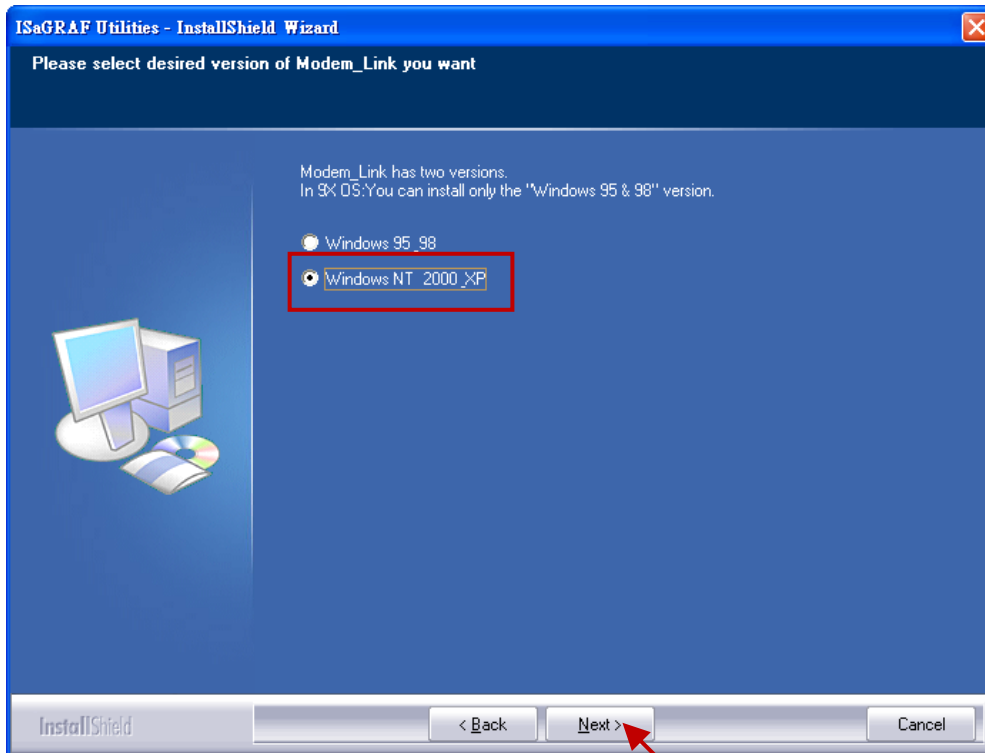 ISaGRAF Utilities - InstallShield Wizard
Please select desired version of Modem_Link you want
Modem_Link has two versions.
In 9X OS:You can install only the "Windows 95 & 98" version.
Windows 95_98
Windows NT_2000_XP
InstallShield
< Back
Next >
Cancel